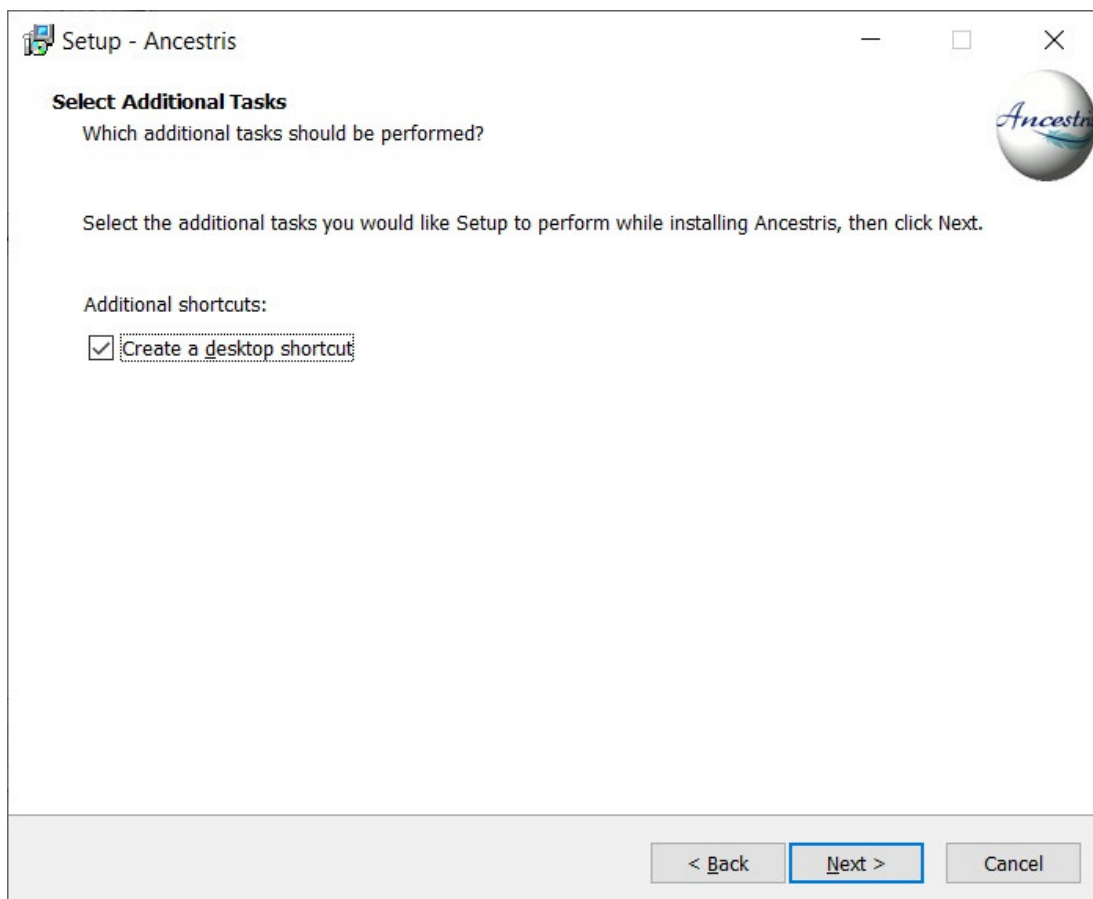 Setup - Ancestris
Select Additional Tasks
Which additional tasks should be performed?
Ancestris
Select the additional tasks you would like Setup to perform while installing Ancestris, then click Next.
Additional shortcuts:
Create a desktop shortcut
< Back
Next >
Cancel